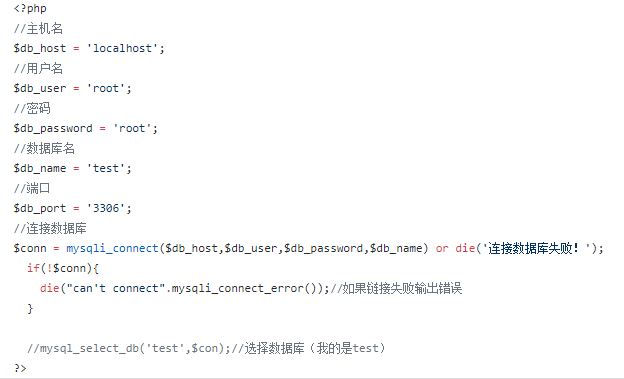 <?php
//主机名
$db_host = 'localhost';
//用户名
$db_user = 'root';
//密码
$db_password = 'root';
//数据库名
$db_name = 'test';
//端口
$db_port = '3306';
//连接数据库
$conn = mysqli_connect($db_host,$db_user,$db_password,$db_name) or die('连接数据库失败！');
  if(!$conn){
    die("can't connect".mysqli_connect_error());//如果链接失败输出错误
  }
  //mysql_select_db('test',$con);//选择数据库（我的是test）
?>